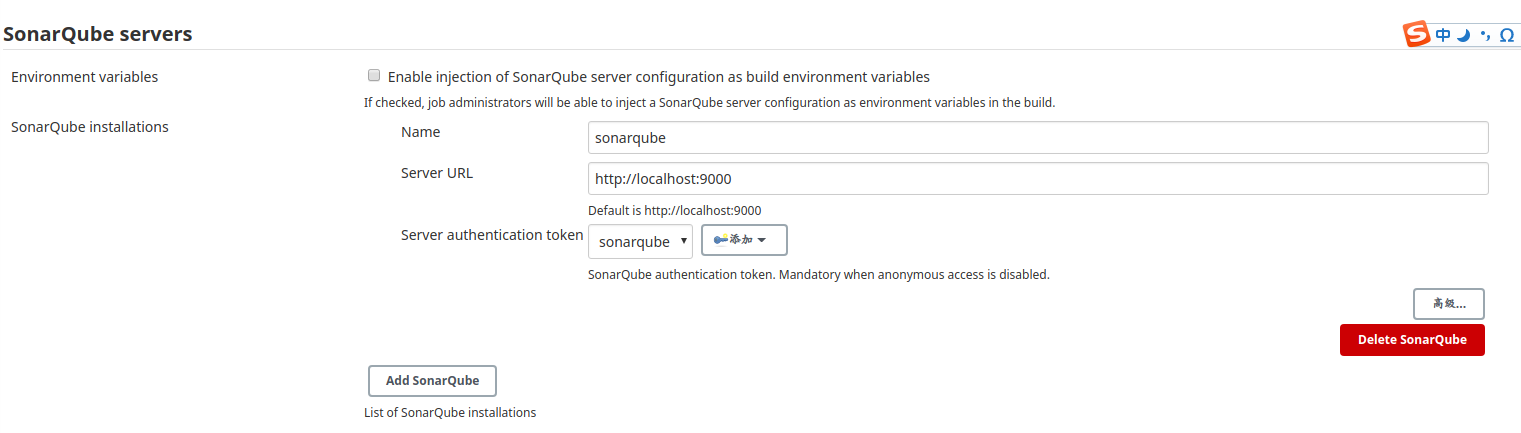 SonarQube servers
S 中 Ω
Environment variables
Enable injection of SonarQube server configuration as build environment variables
If checked, job administrators will be able to inject a SonarQube server configuration as environment variables in the build.
SonarQube installations
Name
sonarqube
Server URL
http://localhost:9000
Default is http://localhost:9000
Server authentication token
sonarqube
添加
SonarQube authentication token. Mandatory when anonymous access is disabled.
高级...
Delete SonarQube
Add SonarQube
List of SonarQube installations